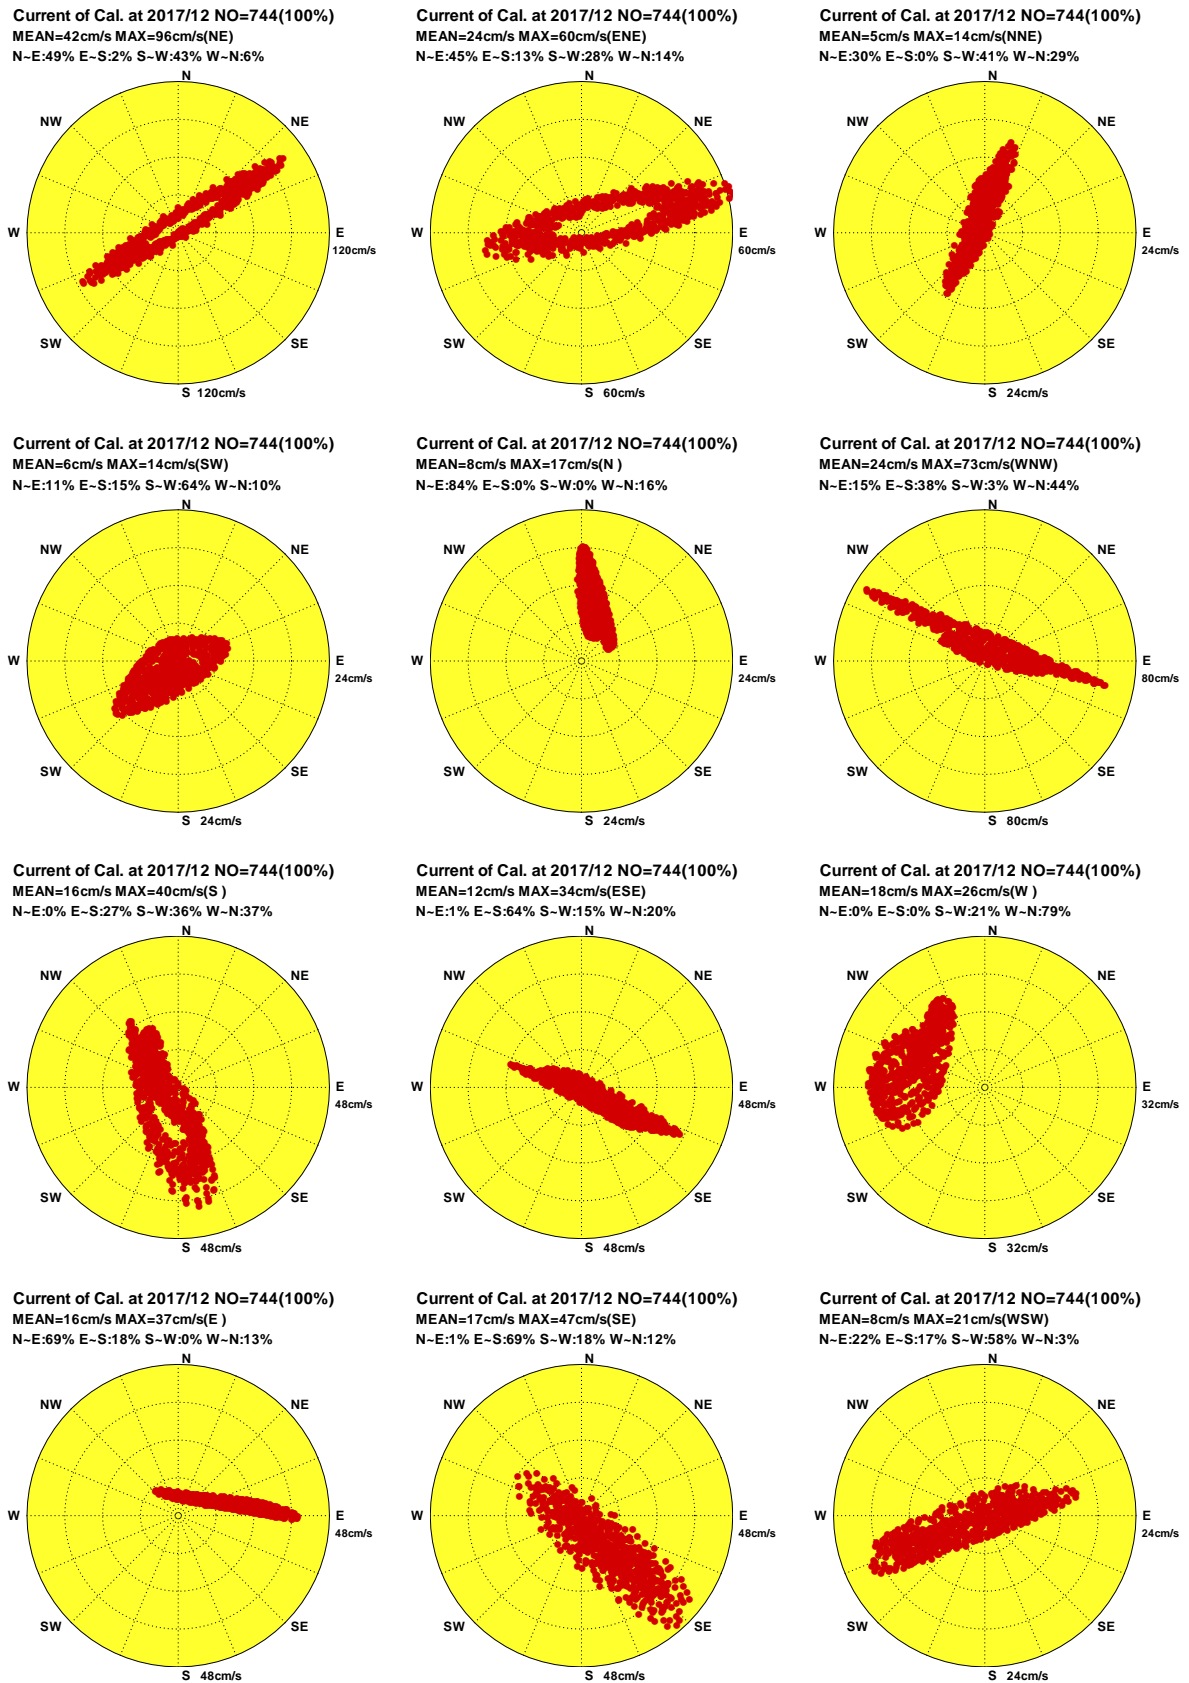 Current of Cal. at 2017/12 NO=744(100%)
MEAN=42cm/s MAX=96cm/s(NE)
N~E:49% E~S:2% S~W:43% W~N:6%
N
NW
NE
W
E
120cm/s
SW
SE
S 120cm/s
Current of Cal. at 2017/12 NO=744(100%)
MEAN=24cm/s MAX=60cm/s(ENE)
N~E:45% E~S:13% S~W:28% W~N:14%
N
NW
NE
W
E
60cm/s
SW
SE
S 60cm/s
Current of Cal. at 2017/12 NO=744(100%)
MEAN=5cm/s MAX=14cm/s(NNE)
N~E:30% E~S:0% S~W:41% W~N:29%
N
NW
NE
W
E
24cm/s
SW
SE
S 24cm/s
Current of Cal. at 2017/12 NO=744(100%)
MEAN=6cm/s MAX=14cm/s(SW)
N~E:11% E~S:15% S~W:64% W~N:10%
N
NW
NE
W
E
24cm/s
SW
SE
S 24cm/s
Current of Cal. at 2017/12 NO=744(100%)
MEAN=8cm/s MAX=17cm/s(N )
N~E:84% E~S:0% S~W:0% W~N:16%
N
NW
NE
W
E
24cm/s
SW
SE
S 24cm/s
Current of Cal. at 2017/12 NO=744(100%)
MEAN=24cm/s MAX=73cm/s(WNW)
N~E:15% E~S:38% S~W:3% W~N:44%
N
NW
NE
W
E
80cm/s
SW
SE
S 80cm/s
Current of Cal. at 2017/12 NO=744(100%)
MEAN=16cm/s MAX=40cm/s(S )
N~E:0% E~S:27% S~W:36% W~N:37%
N
NW
NE
W
E
48cm/s
SW
SE
S 48cm/s
Current of Cal. at 2017/12 NO=744(100%)
MEAN=12cm/s MAX=34cm/s(ESE)
N~E:1% E~S:64% S~W:15% W~N:20%
N
NW
NE
W
E
48cm/s
SW
SE
S 48cm/s
Current of Cal. at 2017/12 NO=744(100%)
MEAN=18cm/s MAX=26cm/s(W )
N~E:0% E~S:0% S~W:21% W~N:79%
N
NW
NE
W
E
32cm/s
SW
SE
S 32cm/s
Current of Cal. at 2017/12 NO=744(100%)
MEAN=16cm/s MAX=37cm/s(E )
N~E:69% E~S:18% S~W:0% W~N:13%
N
NW
NE
W
E
48cm/s
SW
SE
S 48cm/s
Current of Cal. at 2017/12 NO=744(100%)
MEAN=17cm/s MAX=47cm/s(SE)
N~E:1% E~S:69% S~W:18% W~N:12%
N
NW
NE
W
E
48cm/s
SW
SE
S 48cm/s
Current of Cal. at 2017/12 NO=744(100%)
MEAN=8cm/s MAX=21cm/s(WSW)
N~E:22% E~S:17% S~W:58% W~N:3%
N
NW
NE
W
E
24cm/s
SW
SE
S 24cm/s